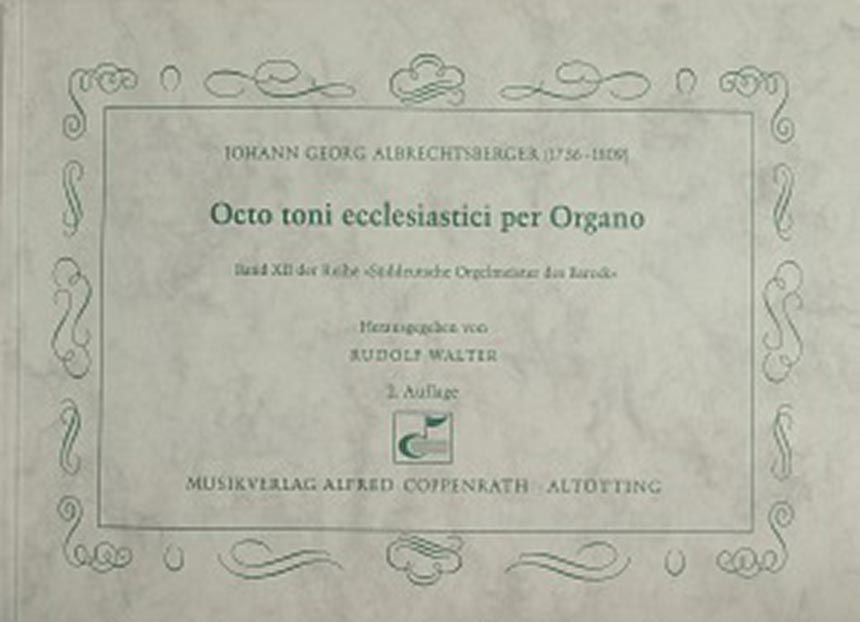 JOHANN GEORG ALBRECHTSBERGER (1736-1809)
Octo toni ecclesiastici per Organo
Band XII der Reihe »Süddeutsche Orgelmeister des Barock«
Herausgegeben von
RUDOLF WALTER
2. Auflage
MUSIKVERLAG ALFRED COPPENRATH · ALTÖTTING